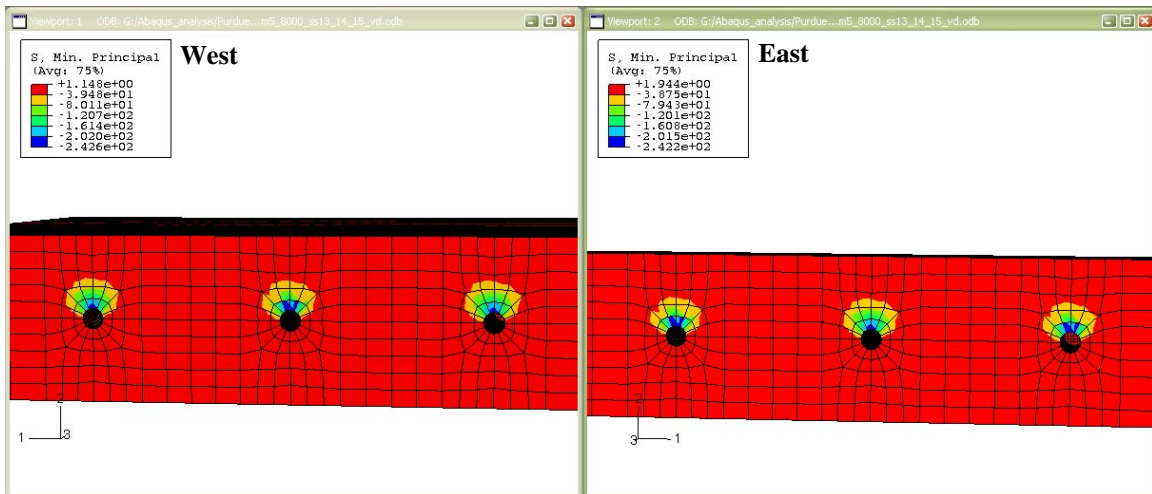 Viewport: 1 ODB: G:/Abaqus_analysis/Purdue...m5_8000_ss13_14_15_vd.odb
West
S, Min. Principal
(Avg: 75%)
+1.148e+00
-3.948e+01
-8.011e+01
-1.207e+02
-1.614e+02
-2.020e+02
-2.426e+02
2
1
3
Viewport: 2 ODB: G:/Abaqus_analysis/Purdue...m5_8000_ss13_14_15_vd.odb
East
S, Min. Principal
(Avg: 75%)
+1.944e+00
-3.875e+01
-7.943e+01
-1.201e+02
-1.608e+02
-2.015e+02
-2.422e+02
2
3
1